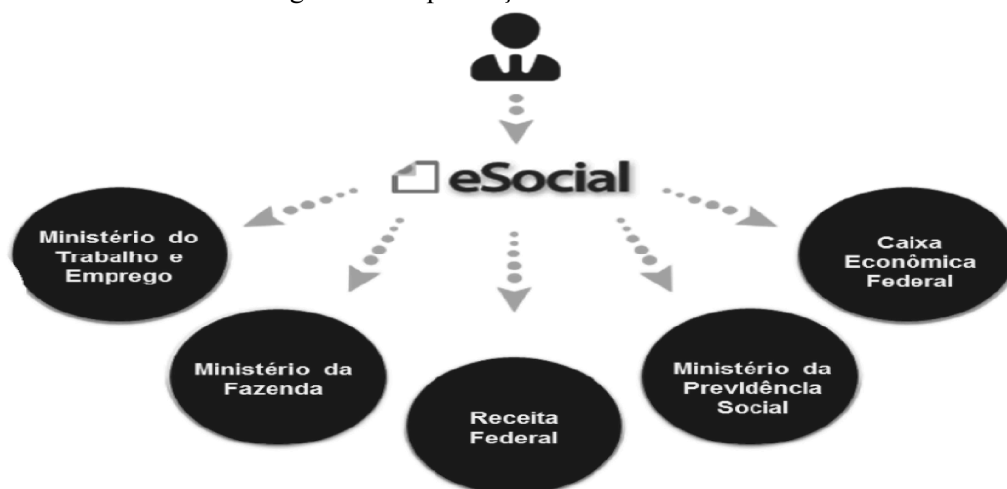 eSocial
Ministério do
Trabalho e
Emprego
Ministério da
Fazenda
Receita
Federal
Ministério da
PrevIdência
Social
Caixa
Econômica
Federal